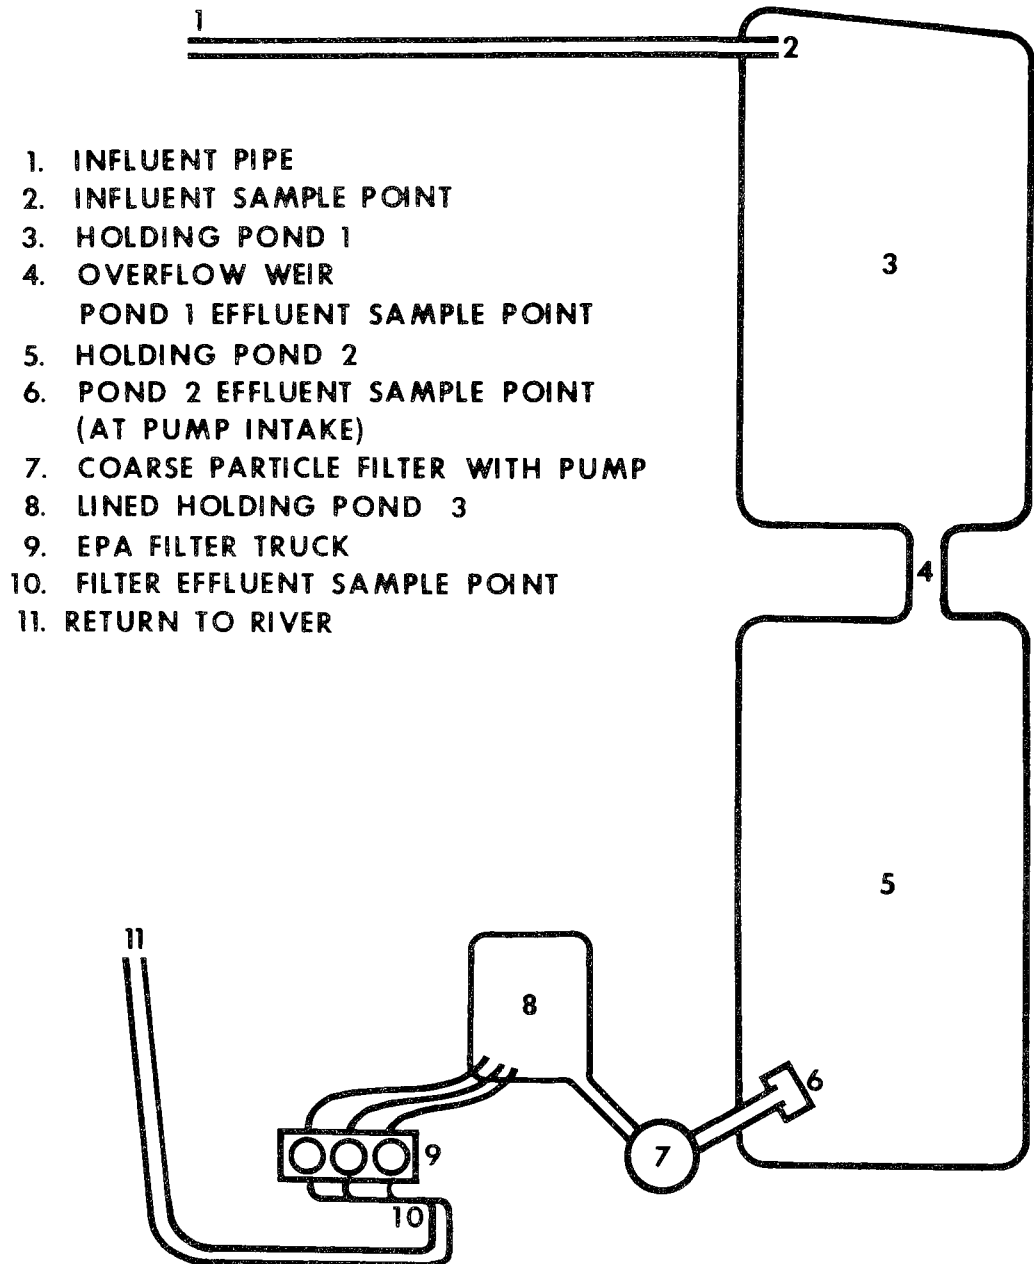 1
2
1. INFLUENT PIPE
2. INFLUENT SAMPLE POINT
3. HOLDING POND 1
4. OVERFLOW WEIR
POND 1 EFFLUENT SAMPLE POINT
5. HOLDING POND 2
6. POND 2 EFFLUENT SAMPLE POINT
(AT PUMP INTAKE)
7. COARSE PARTICLE FILTER WITH PUMP
8. LINED HOLDING POND 3
9. EPA FILTER TRUCK
10. FILTER EFFLUENT SAMPLE POINT
11. RETURN TO RIVER
3
4
5
11
8
6
7
9
10